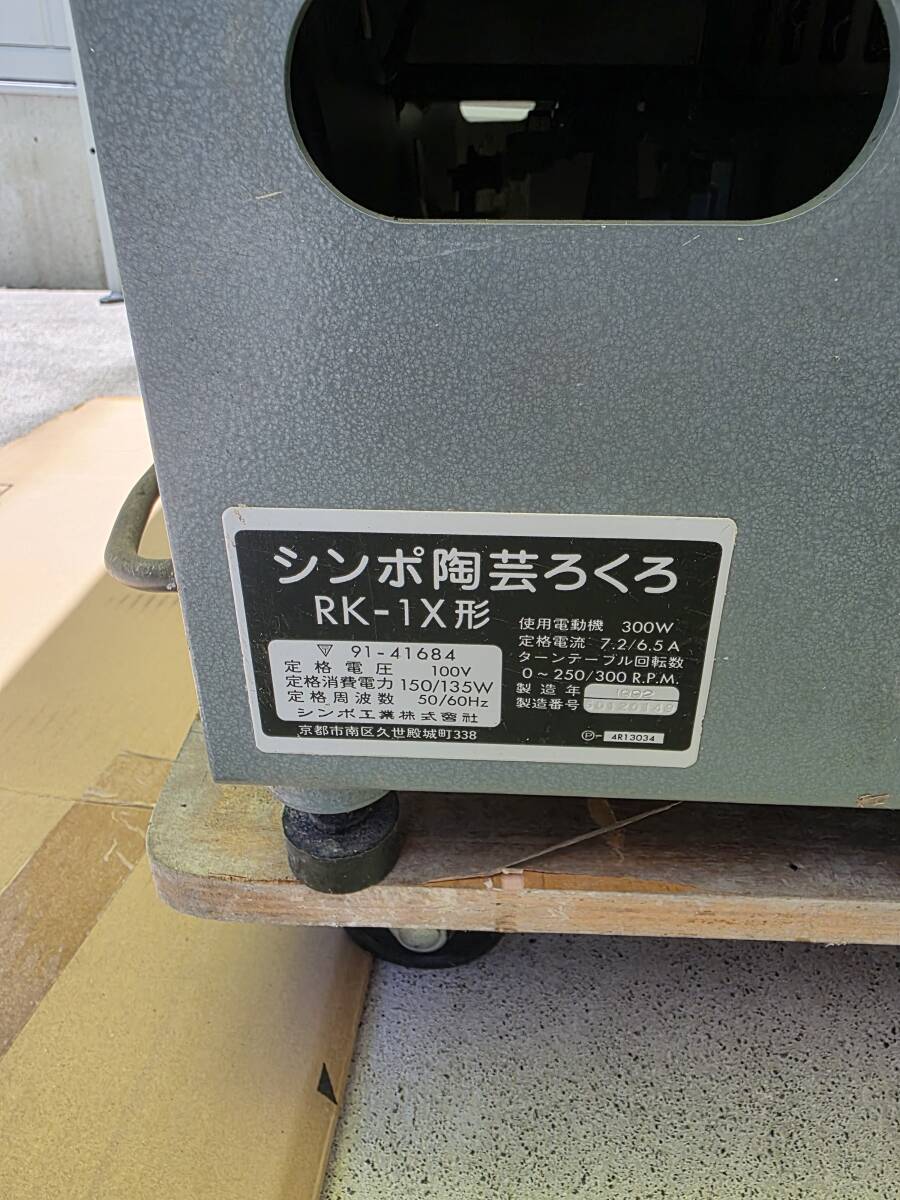 シンポ陶芸ろくろ
RK-1X形
▽ 91-41684
定格電圧 100V
定格消費電力 150/135W
定格周波数 50/60Hz
シンポ工業株式会社
京都市南区久世殿城町338
使用電動機 300W
定格電流 7.2/6.5A
ターンテーブル回転数
0～250/300 R.P.M.
製造年 1992
製造番号
Ⓟ- 4R13034